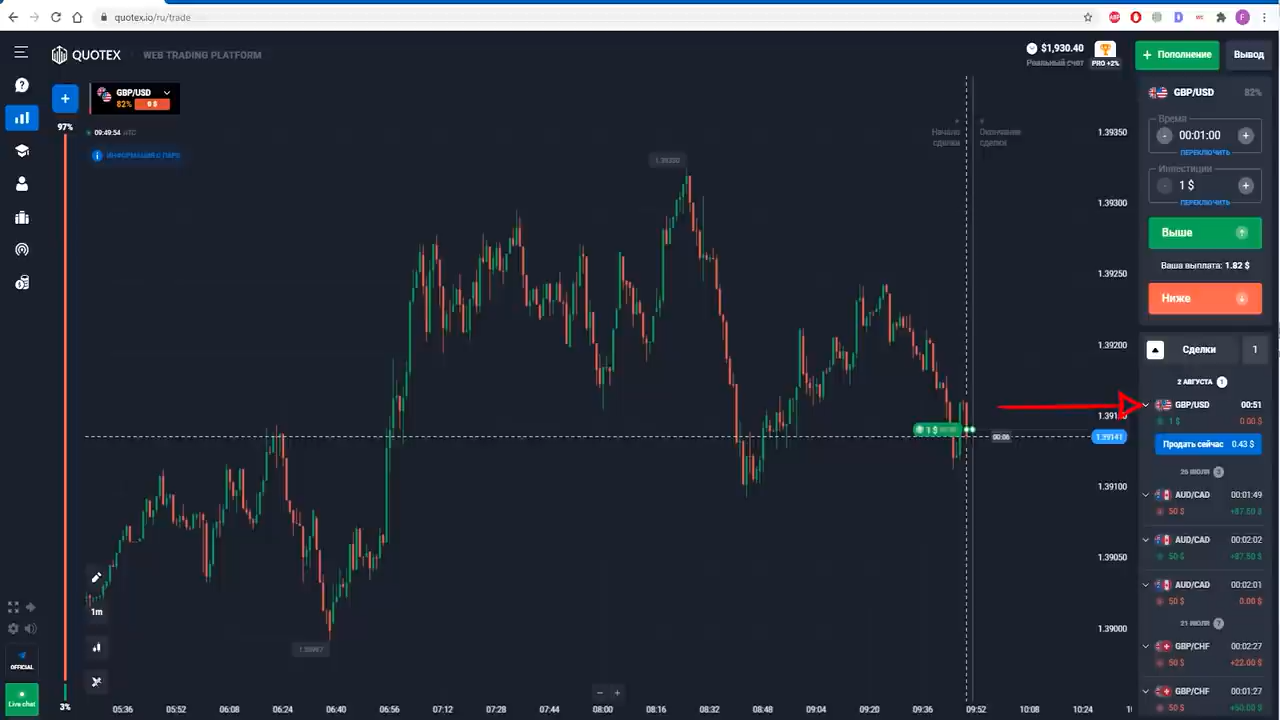 quotex.io/ru/trade
QUOTEX
WEB TRADING PLATFORM
$1,930.40
Реальный счет
PRO +2%
+ Пополнение
Вывод
GBP/USD
82%
97%
09:49:54 UTC
ИНФОРМАЦИЯ О ПАРЕ
Начало
сделки
Окончание
сделки
1.39350
1.39300
1.39250
1.39200
1.39141
1.39100
1.39050
1.39000
1 $
00:06
GBP/USD
82%
Время
00:01:00
ПЕРЕКЛЮЧИТЬ
Инвестиции
1 $
ПЕРЕКЛЮЧИТЬ
Выше
Ваша выплата: 1.82 $
Ниже
Сделки
1
2 АВГУСТА 1
GBP/USD 00:51
1 $ 0.00 $
Продать сейчас 0.43 $
AUD/CAD 00:01:49
50 $ +87.50 $
AUD/CAD 00:02:02
50 $ +87.50 $
AUD/CAD 00:02:01
50 $ 0.00 $
21 ИЮЛЯ
GBP/CHF 00:02:27
50 $ +22.00 $
GBP/CHF 00:01:27
50 $ +50.00 $
1m
OFFICIAL
Live chat
3%
05:36 05:52 06:08 06:24 06:40 06:56 07:12 07:28 07:44 08:00 08:16 08:32 08:48 09:04 09:20 09:36 09:52 10:08 10:24